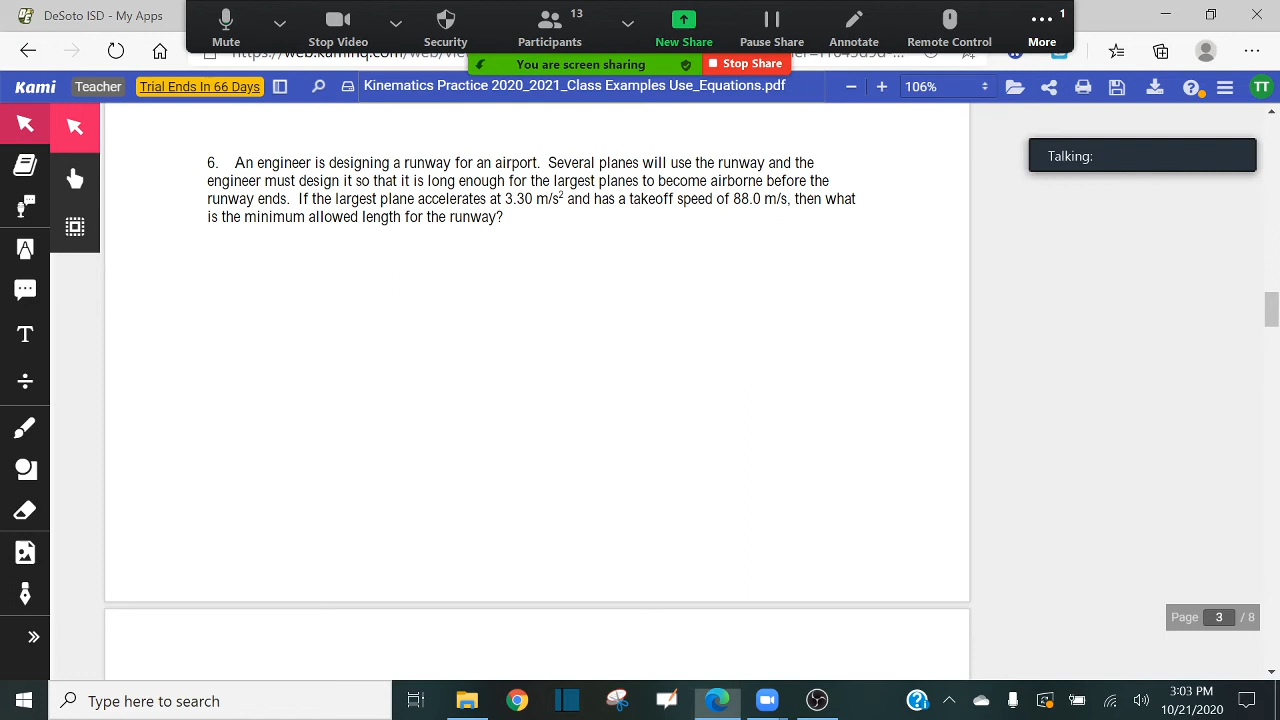 DeSoto ISD - My Apps
13
1
Mute
Stop Video
Security
Participants
New Share
Pause Share
Annotate
Remote Control
More
You are screen sharing
Stop Share
Kami
Teacher
Trial Ends In 66 Days
Kinematics Practice 2020_2021_Class Examples Use_Equations.pdf
106%
TT
Talking:
6. An engineer is designing a runway for an airport. Several planes will use the runway and the
engineer must design it so that it is long enough for the largest planes to become airborne before the
runway ends. If the largest plane accelerates at 3.30 m/s² and has a takeoff speed of 88.0 m/s, then what
is the minimum allowed length for the runway?
Page 3 / 8
Type here to search
3:03 PM
10/21/2020